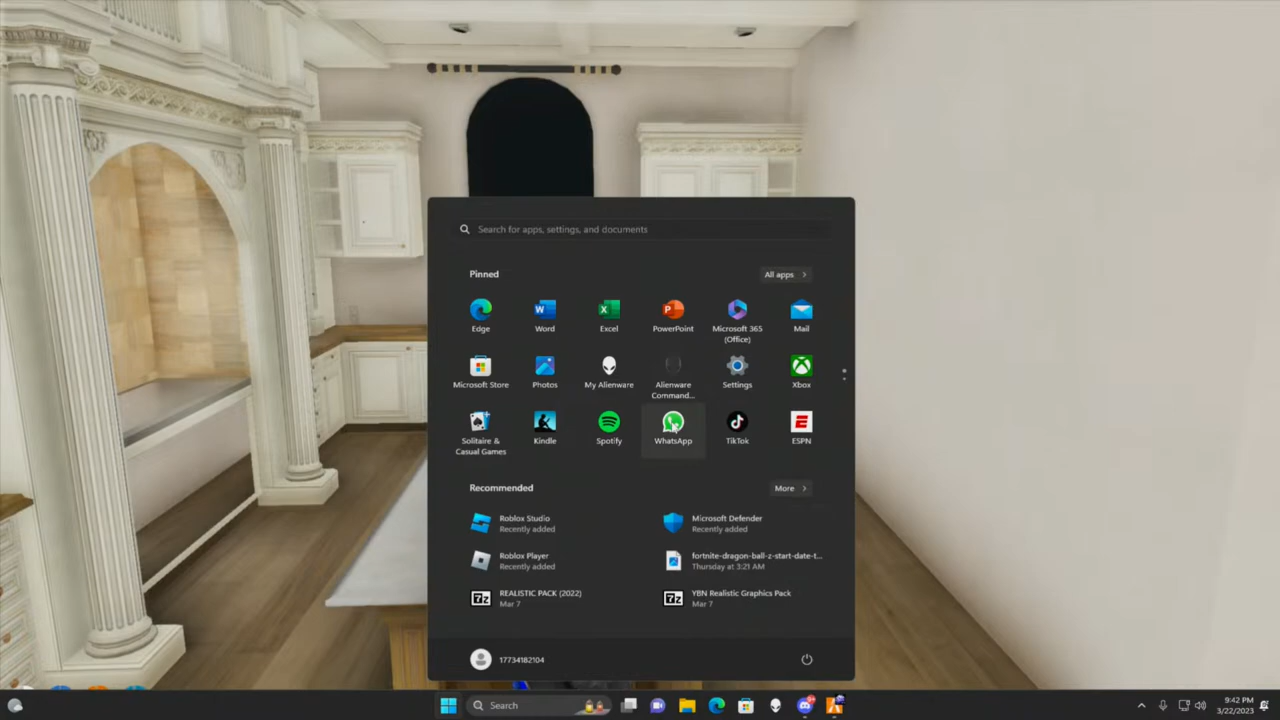 Search for apps, settings, and documents
Pinned
All apps
Edge
Word
Excel
PowerPoint
Microsoft 365
(Office)
Mail
Microsoft Store
Photos
My Alienware
Alienware
Command...
Settings
Xbox
Solitaire &
Casual Games
Kindle
Spotify
WhatsApp
TikTok
ESPN
Recommended
More
Roblox Studio
Recently added
Microsoft Defender
Recently added
Roblox Player
Recently added
fortnite-dragon-ball-z-start-date-t...
Thursday at 3:21 AM
REALISTIC PACK (2022)
Mar 7
YBN Realistic Graphics Pack
Mar 7
17734182104
Search
9:42 PM
3/22/2023